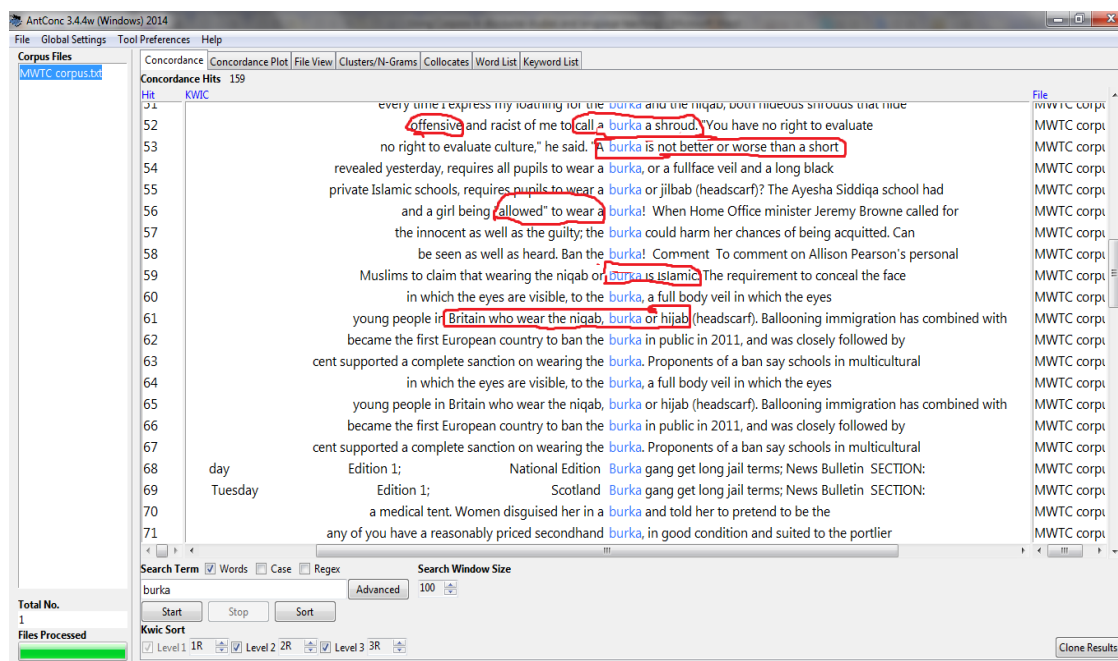 AntConc 3.4.4w (Windows) 2014
File Global Settings Tool Preferences Help
Corpus Files
MWTC corpus.txt
Concordance Concordance Plot File View Clusters/N-Grams Collocates Word List Keyword List
Concordance Hits 159
Hit KWIC File
51 every time I express my loathing for the burka and the niqab, both hideous shrouds that hide MWTC corpu
52 offensive and racist of me to call a burka a shroud. "You have no right to evaluate MWTC corpu
53 no right to evaluate culture," he said. "A burka is not better or worse than a short MWTC corpu
54 revealed yesterday, requires all pupils to wear a burka, or a fullface veil and a long black MWTC corpu
55 private Islamic schools, requires pupils to wear a burka or jilbab (headscarf)? The Ayesha Siddiqa school had MWTC corpu
56 and a girl being "allowed" to wear a burka! When Home Office minister Jeremy Browne called for MWTC corpu
57 the innocent as well as the guilty; the burka could harm her chances of being acquitted. Can MWTC corpu
58 be seen as well as heard. Ban the burka! Comment To comment on Allison Pearson's personal MWTC corpu
59 Muslims to claim that wearing the niqab or burka is Islamic. The requirement to conceal the face MWTC corpu
60 in which the eyes are visible, to the burka, a full body veil in which the eyes MWTC corpu
61 young people in Britain who wear the niqab, burka or hijab (headscarf). Ballooning immigration has combined with MWTC corpu
62 became the first European country to ban the burka in public in 2011, and was closely followed by MWTC corpu
63 cent supported a complete sanction on wearing the burka. Proponents of a ban say schools in multicultural MWTC corpu
64 in which the eyes are visible, to the burka, a full body veil in which the eyes MWTC corpu
65 young people in Britain who wear the niqab, burka or hijab (headscarf). Ballooning immigration has combined with MWTC corpu
66 became the first European country to ban the burka in public in 2011, and was closely followed by MWTC corpu
67 cent supported a complete sanction on wearing the burka. Proponents of a ban say schools in multicultural MWTC corpu
68 day Edition 1; National Edition Burka gang get long jail terms; News Bulletin SECTION: MWTC corpu
69 Tuesday Edition 1; Scotland Burka gang get long jail terms; News Bulletin SECTION: MWTC corpu
70 a medical tent. Women disguised her in a burka and told her to pretend to be the MWTC corpu
71 any of you have a reasonably priced secondhand burka, in good condition and suited to the portlier MWTC corpu
Search Term Words Case Regex Search Window Size
burka Advanced 100
Start Stop Sort
Kwic Sort
Level 1 1R Level 2 2R Level 3 3R
Total No.
1
Files Processed
Clone Results